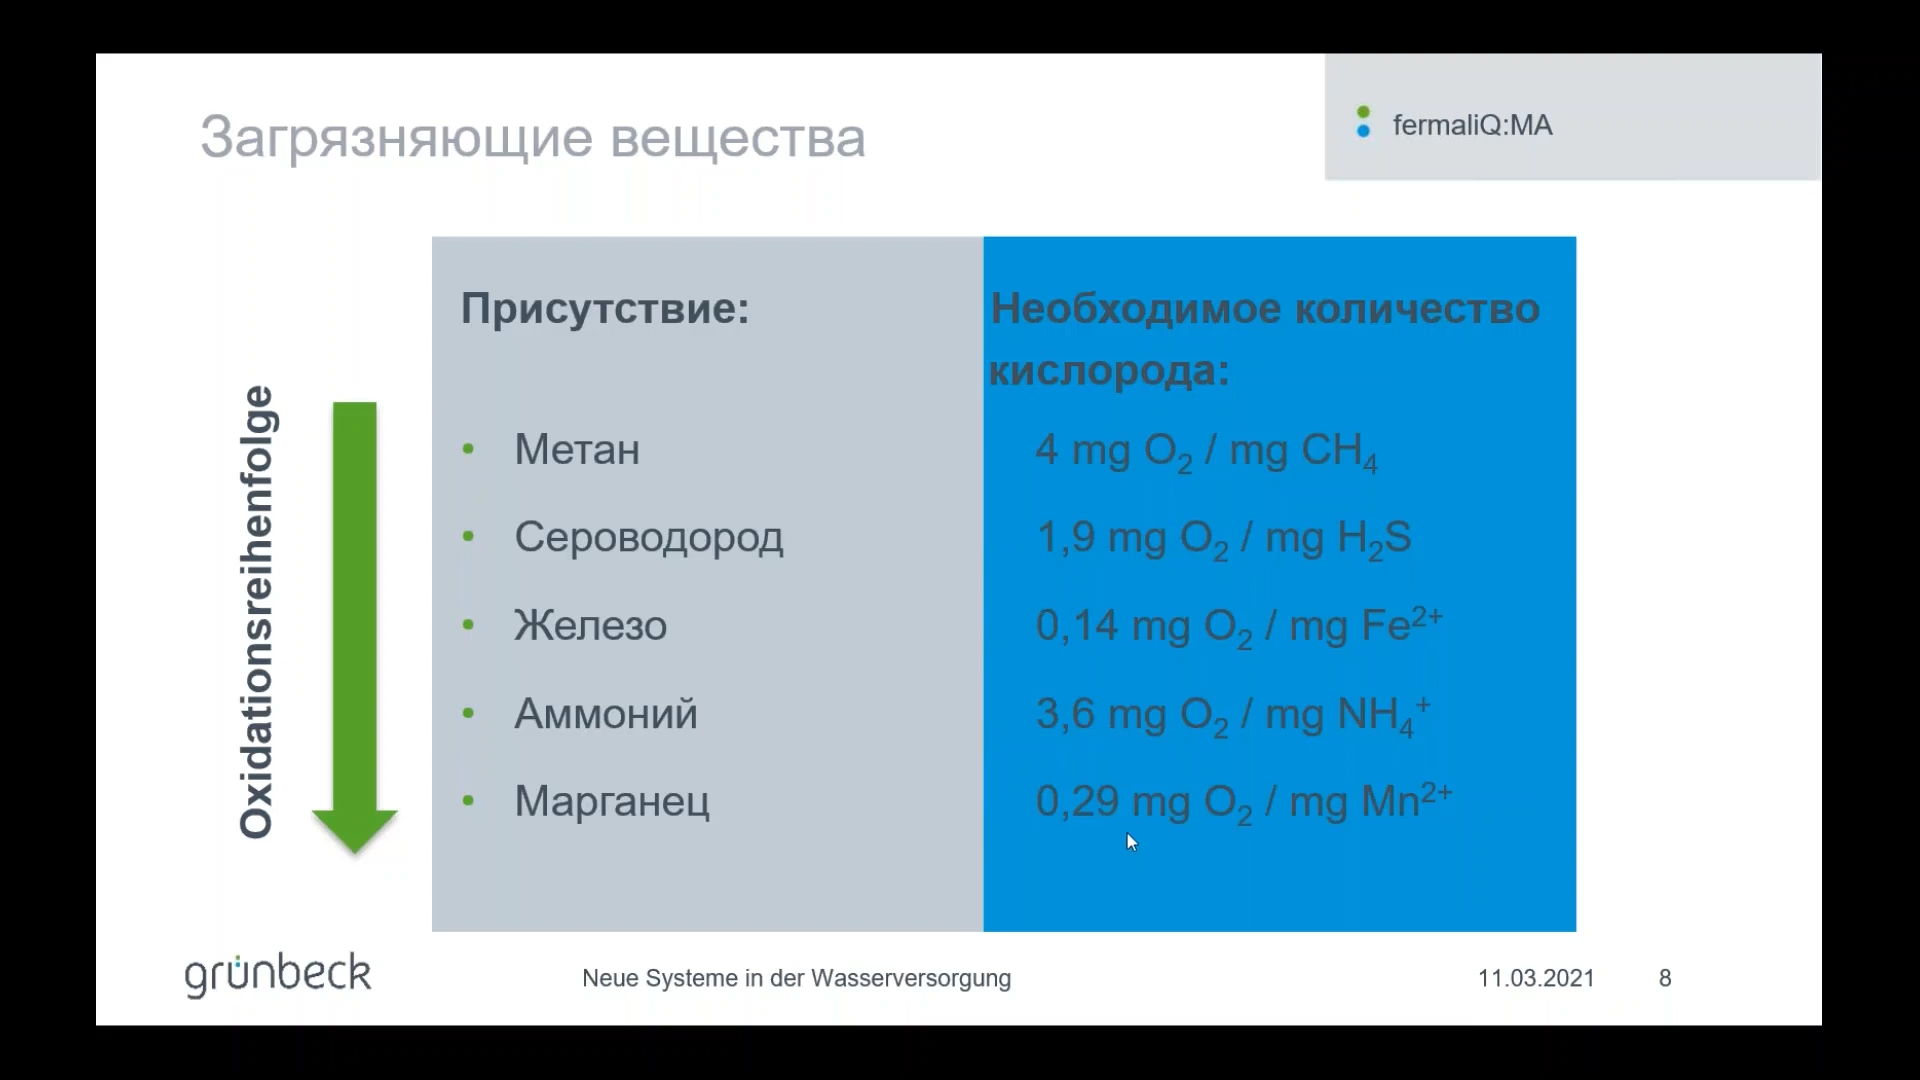 Загрязняющие вещества
fermaliQ:MA
Oxidationsreihenfolge
Присутствие:
Необходимое количество
кислорода:
• Метан
4 mg O₂ / mg CH₄
• Сероводород
1,9 mg O₂ / mg H₂S
• Железо
0,14 mg O₂ / mg Fe²⁺
• Аммоний
3,6 mg O₂ / mg NH₄⁺
• Марганец
0,29 mg O₂ / mg Mn²⁺
grünbeck
Neue Systeme in der Wasserversorgung
11.03.2021
8